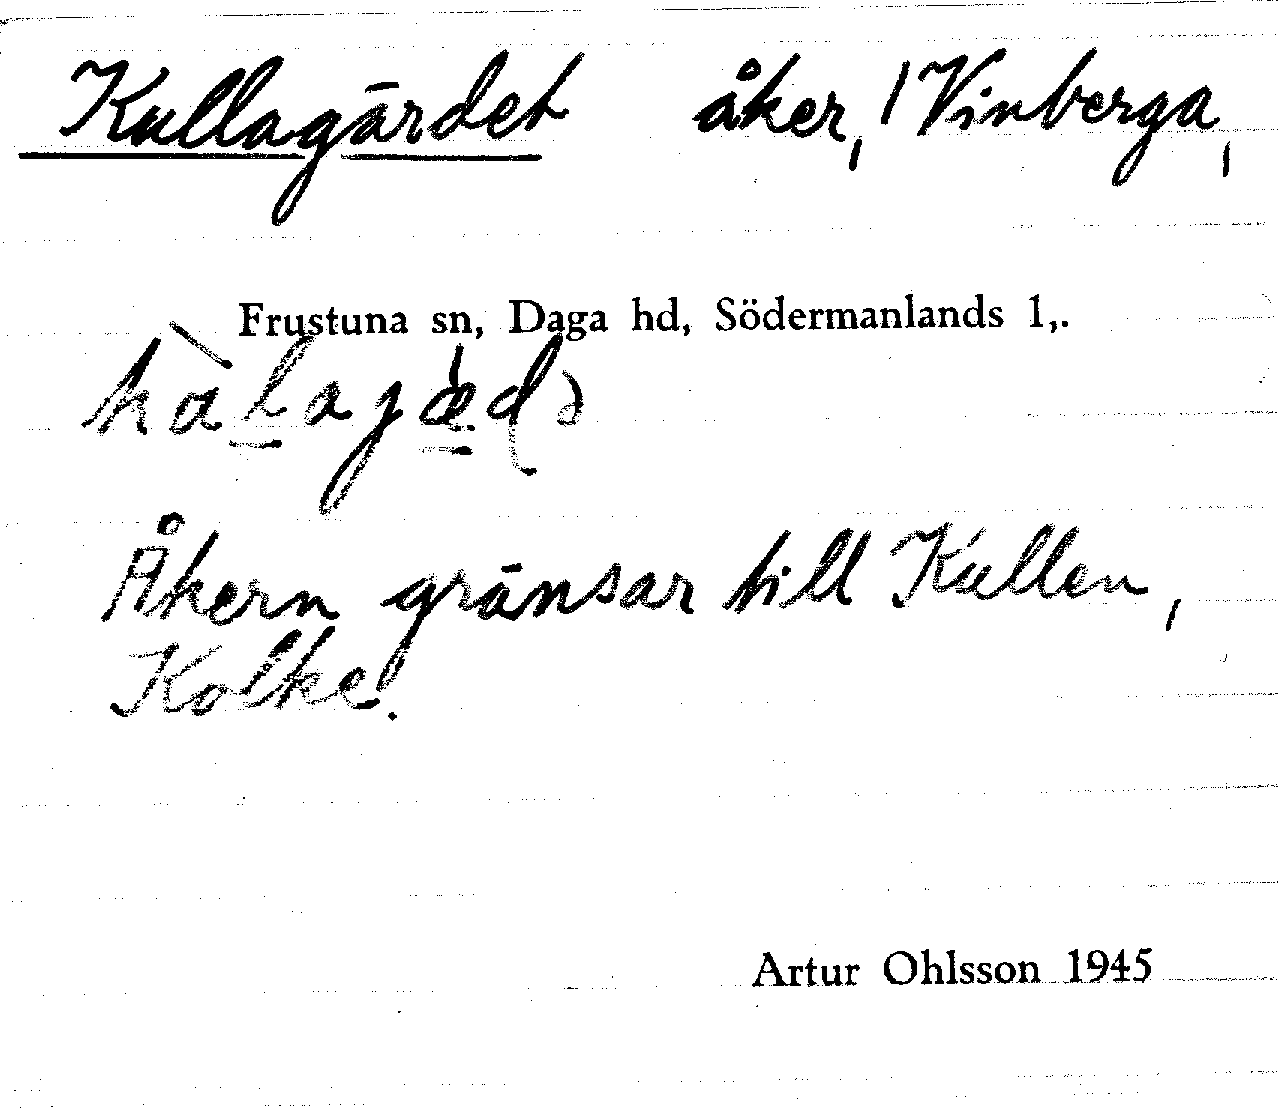 Kullagärdet åker, / Vinberga,
Frustuna sn, Daga hd, Södermanlands l,.
Åkern gränsar till Kullen,
Kolke.
Artur Ohlsson 1945